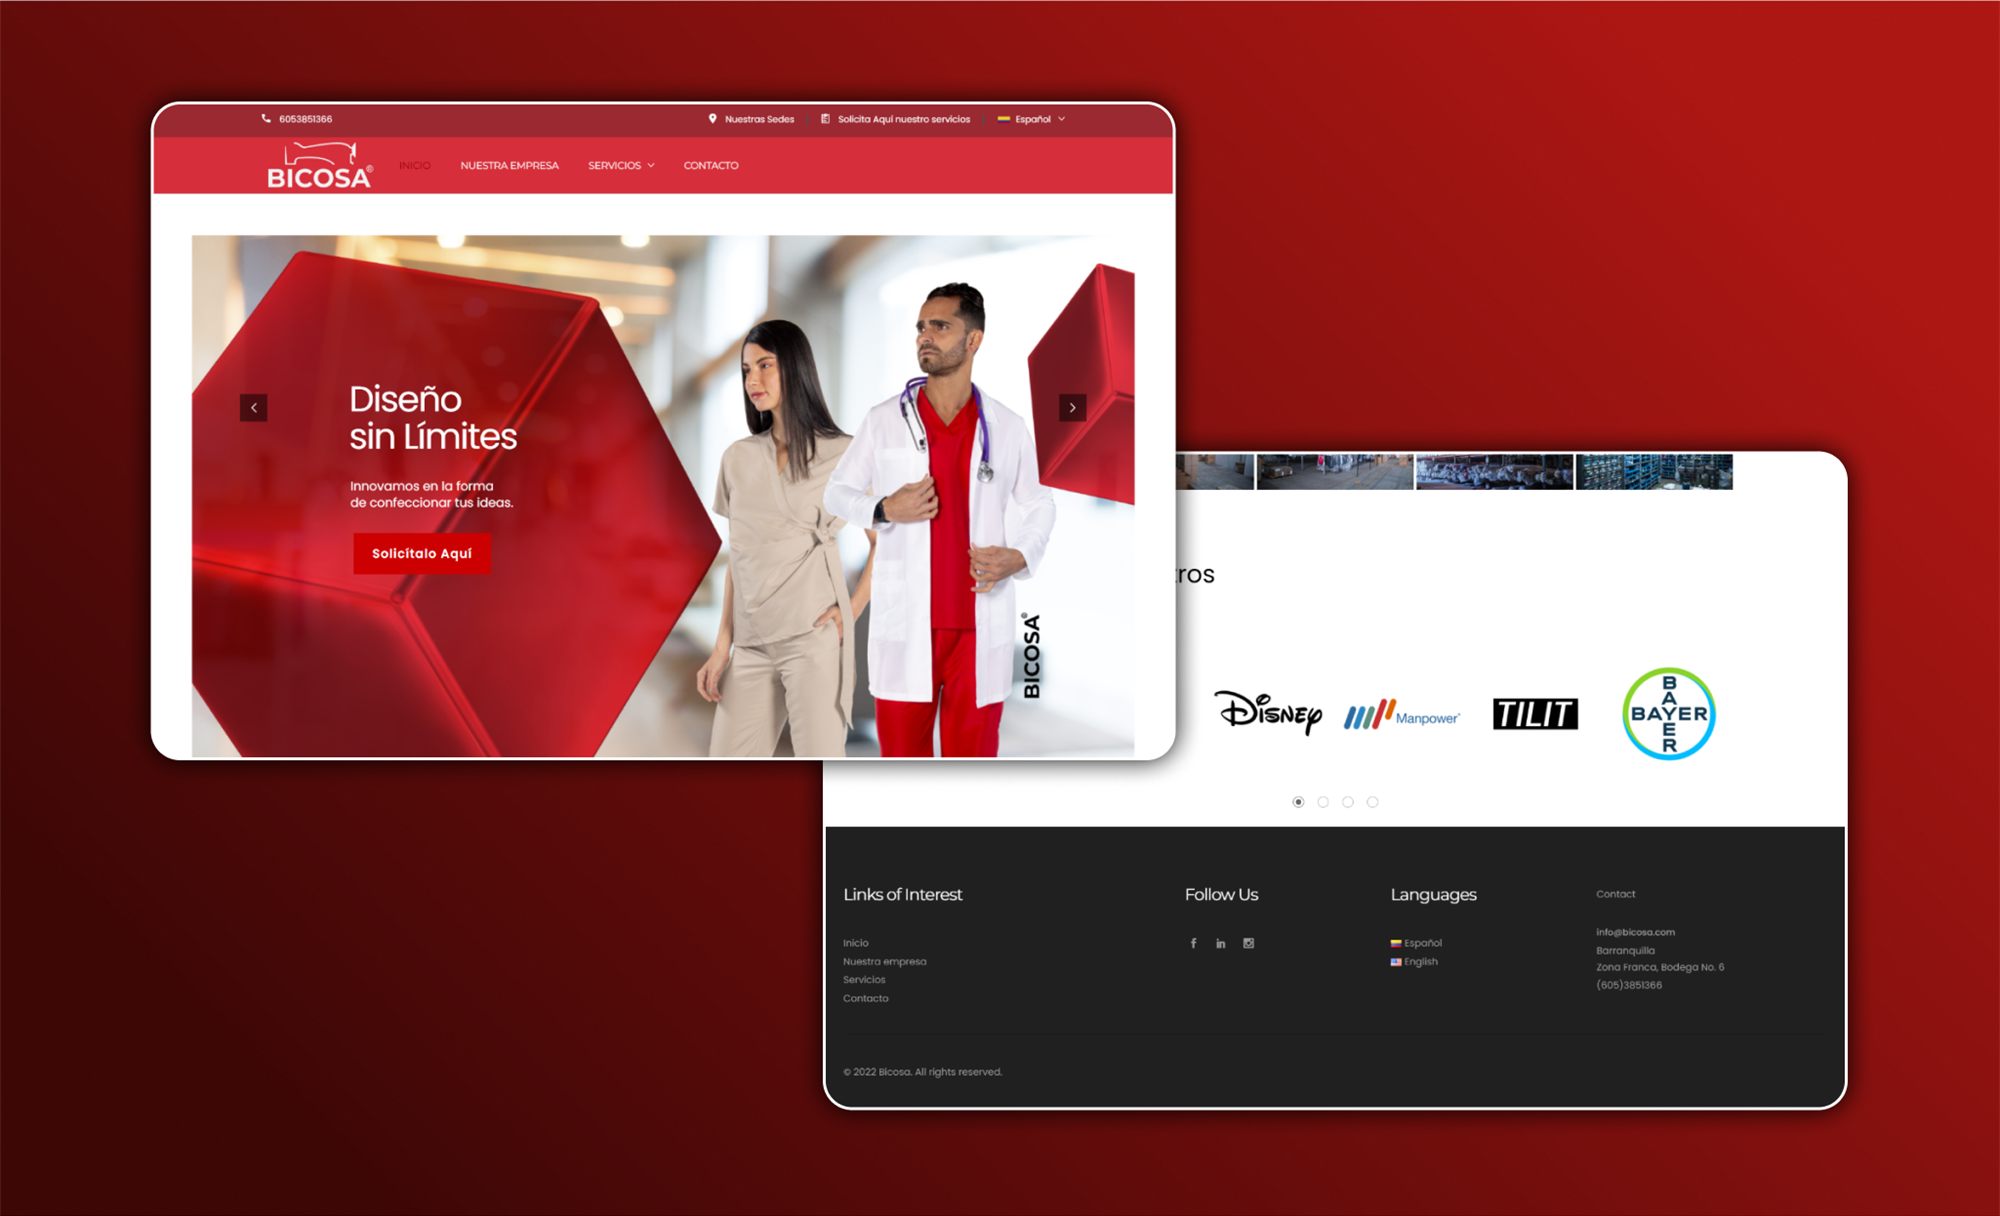 6053851366
Nuestras Sedes
Solicita Aquí nuestro servicios
Español
BICOSA®
INICIO
NUESTRA EMPRESA
SERVICIOS
CONTACTO
Diseño
sin Límites
Innovamos en la forma
de confeccionar tus ideas.
Solicítalo Aquí
BICOSA®
tros
DISNEY
Manpower®
TILIT
BAYER
BAYER
Links of Interest
Inicio
Nuestra empresa
Servicios
Contacto
Follow Us
Languages
Español
English
Contact
info@bicosa.com
Barranquilla
Zona Franca, Bodega No. 6
(605)3851366
© 2022 Bicosa. All rights reserved.